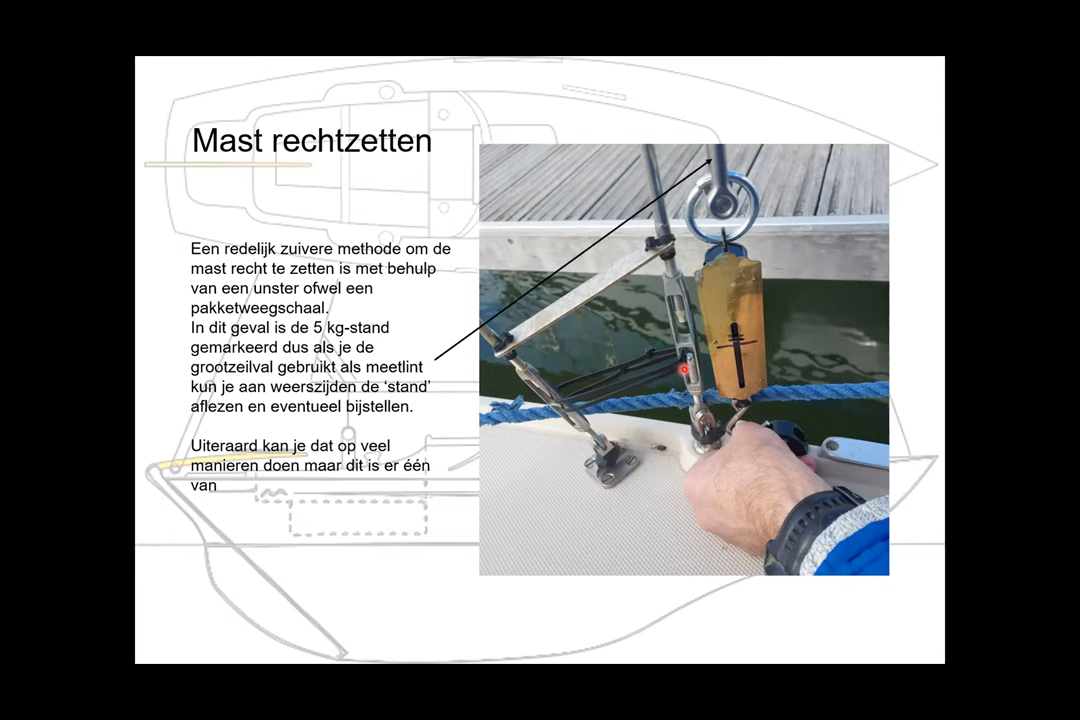 Mast rechtzetten
Een redelijk zuivere methode om de
mast recht te zetten is met behulp
van een unster ofwel een
pakketweegschaal.
In dit geval is de 5 kg-stand
gemarkeerd dus als je de
grootzeilval gebruikt als meetlint
kun je aan weerszijden de ‘stand’
aflezen en eventueel bijstellen.
Uiteraard kan je dat op veel
manieren doen maar dit is er één
van